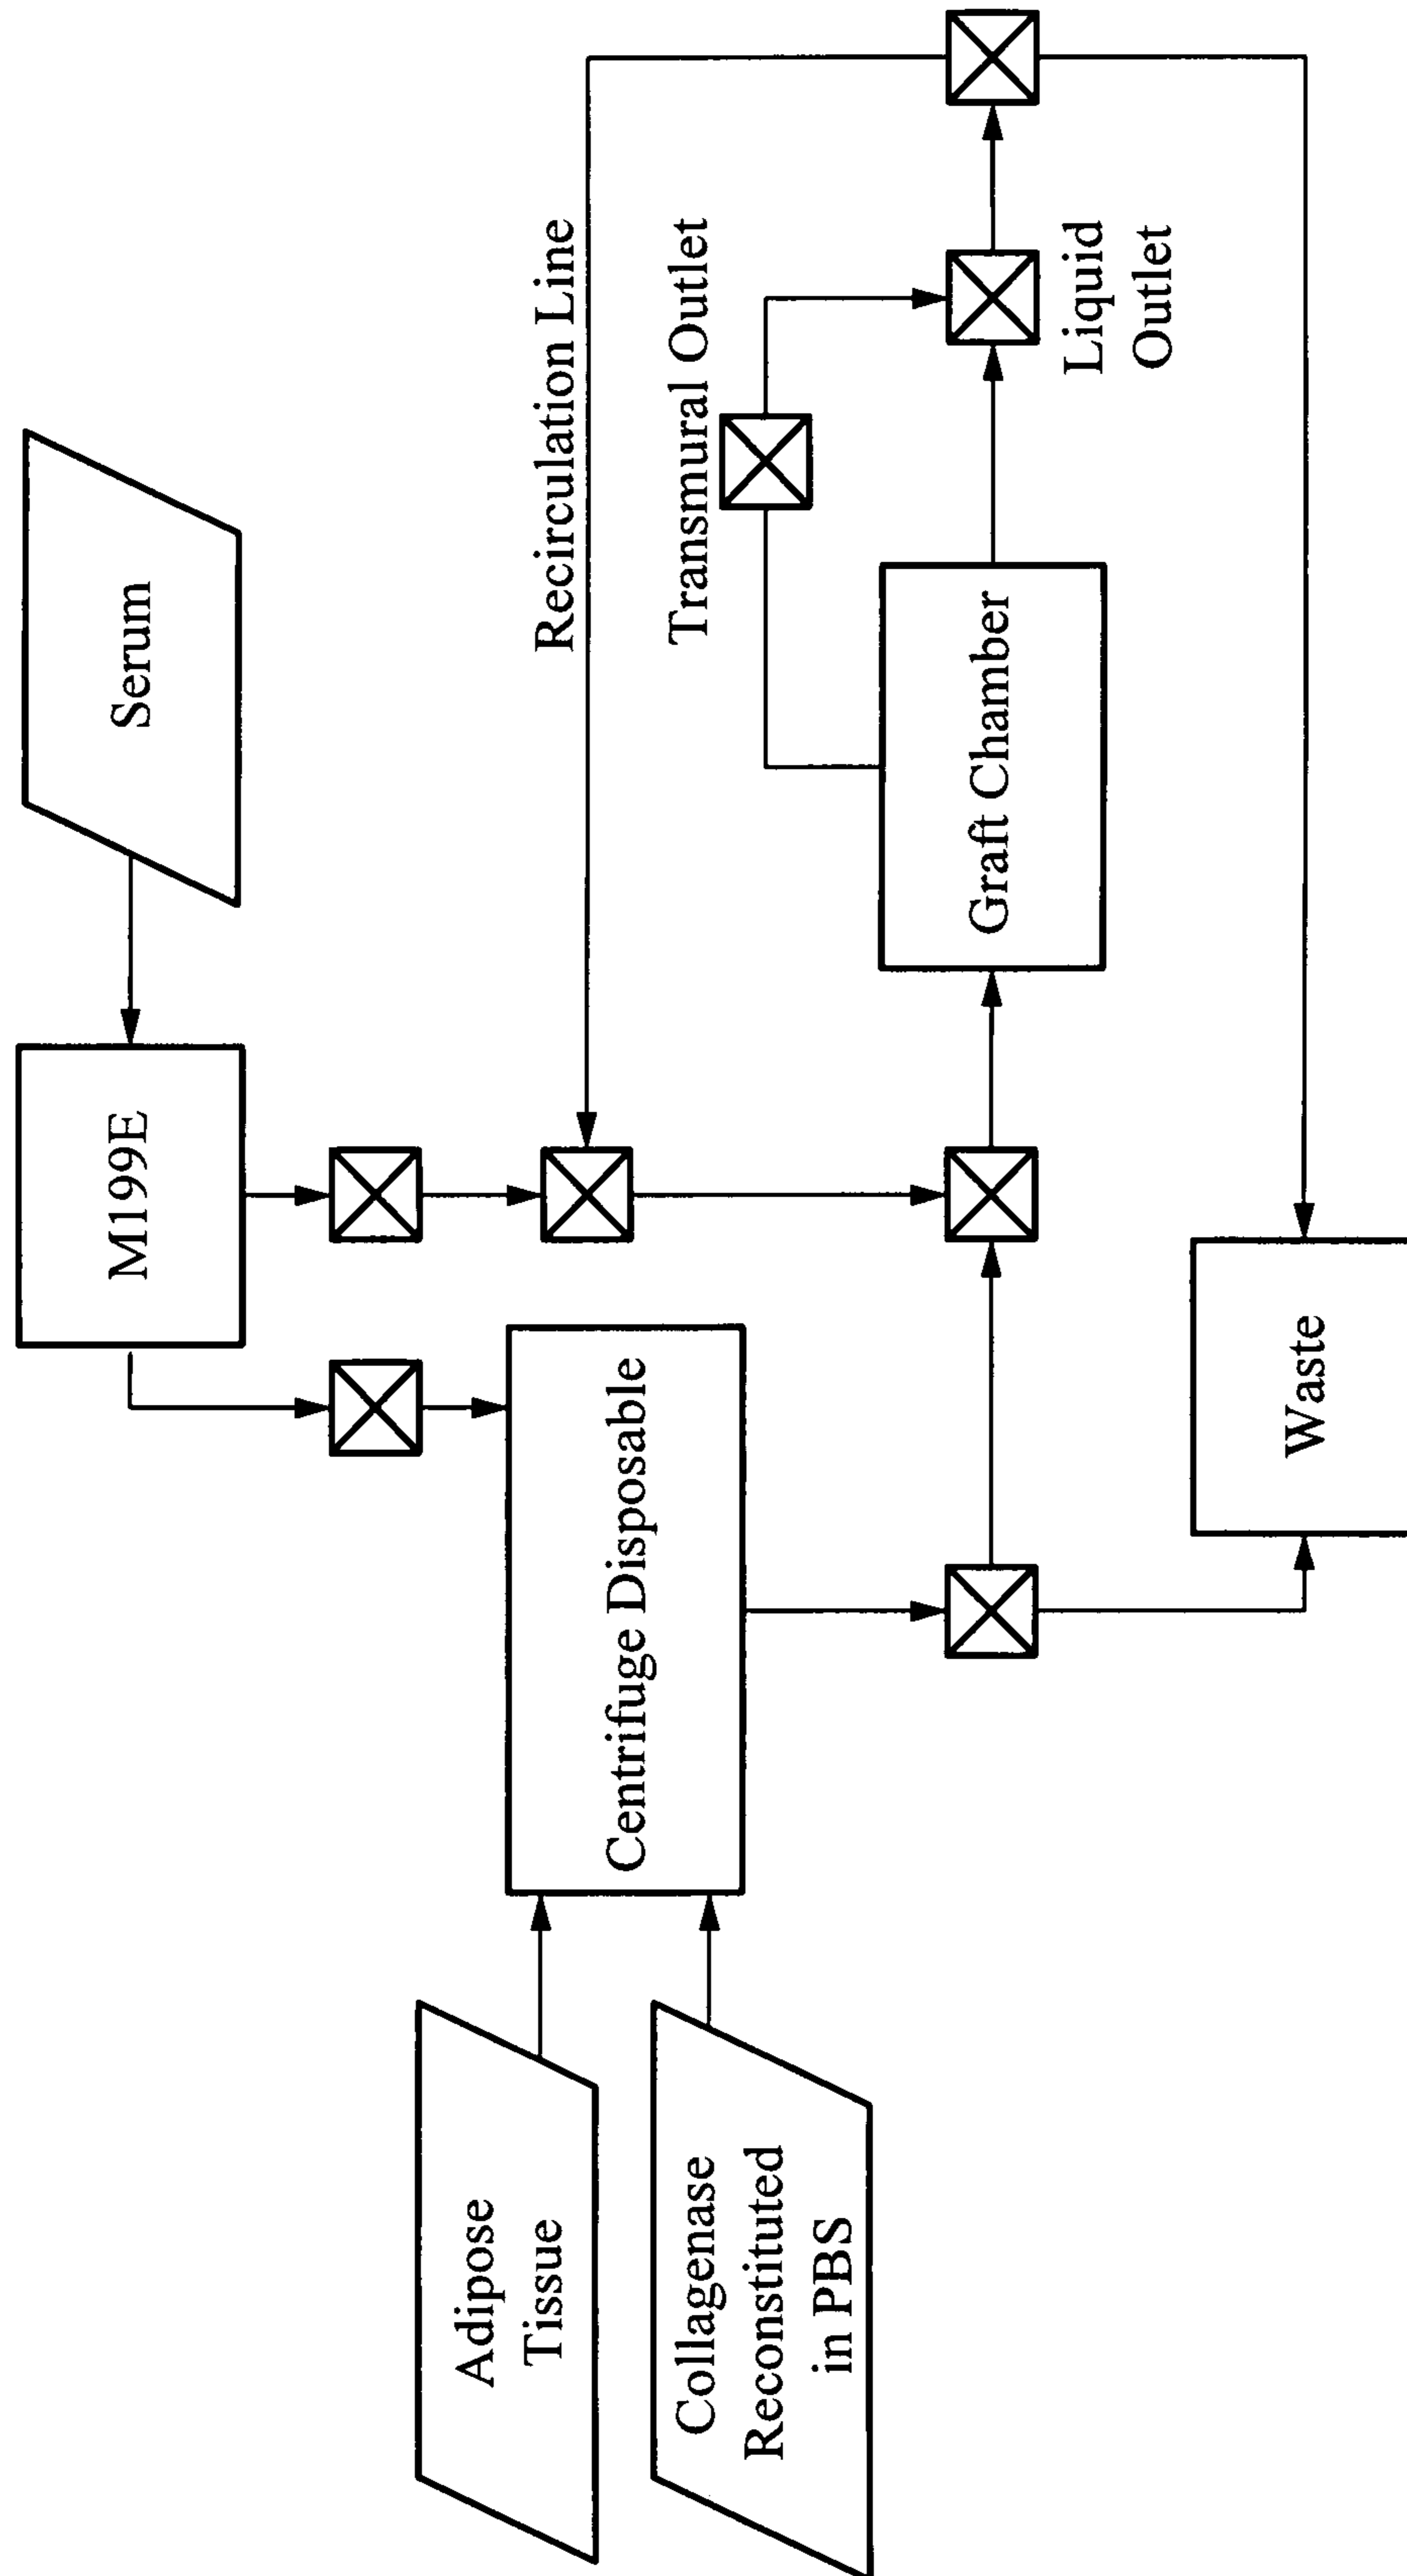 Serum
M199E
Recirculation Line
Transmural Outlet
Liquid
Outlet
Graft Chamber
Centrifuge Disposable
Waste
Adipose
Tissue
Collagenase
Reconstituted
in PBS